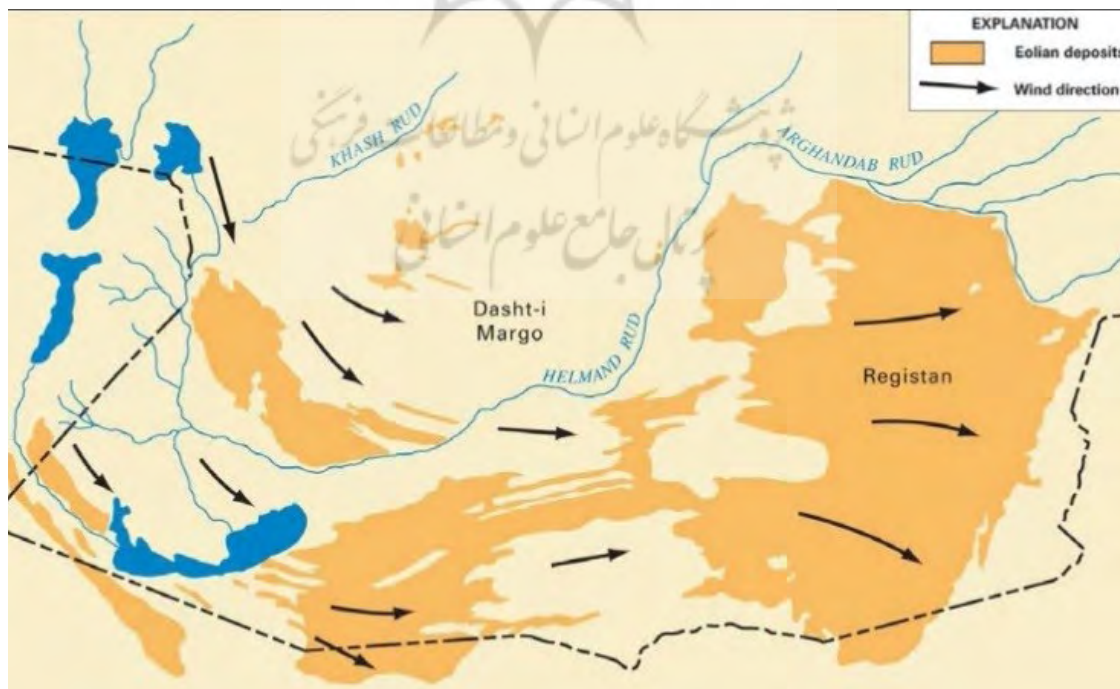 EXPLANATION
Eolian deposits
Wind direction
KHASH RUD
ARGHANDAB RUD
پژوهشگاه علوم انسانی و مطالعات فرهنگی
پرتال جامع علوم انسانی
Dasht-i
Margo
HELMAND RUD
Registan